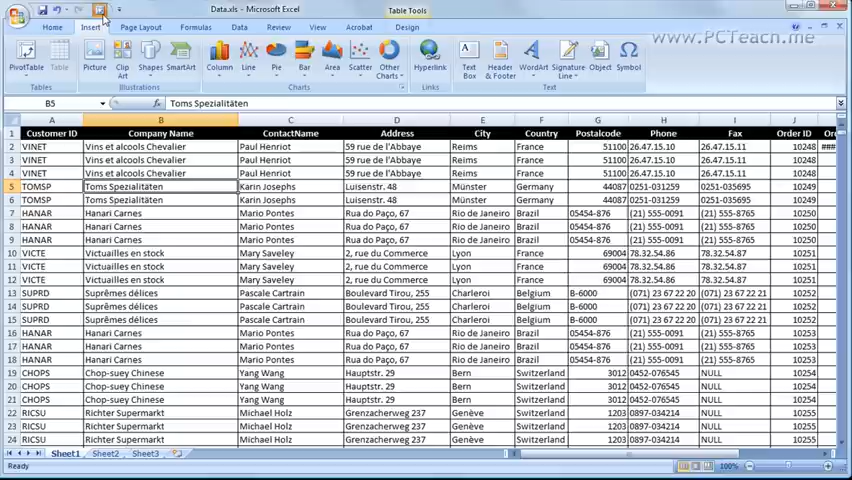 Data.xls - Microsoft Excel
Table Tools
Home Insert Page Layout Formulas Data Review View Acrobat Design
www.PCTeach.me
PivotTable Table Picture Clip Art Shapes SmartArt Column Line Pie Bar Area Scatter Other Charts Hyperlink Text Box Header & Footer WordArt Signature Line Object Symbol
Tables Illustrations Charts Links Text
B5 fx Toms Spezialitäten
A B C D E F G H I J
1 Customer ID Company Name ContactName Address City Country Postalcode Phone Fax Order ID Or
2 VINET Vins et alcools Chevalier Paul Henriot 59 rue de l'Abbaye Reims France 51100 26.47.15.10 26.47.15.11 10248 ###
3 VINET Vins et alcools Chevalier Paul Henriot 59 rue de l'Abbaye Reims France 51100 26.47.15.10 26.47.15.11 10248
4 VINET Vins et alcools Chevalier Paul Henriot 59 rue de l'Abbaye Reims France 51100 26.47.15.10 26.47.15.11 10248
5 TOMSP Toms Spezialitäten Karin Josephs Luisenstr. 48 Münster Germany 44087 0251-031259 0251-035695 10249
6 TOMSP Toms Spezialitäten Karin Josephs Luisenstr. 48 Münster Germany 44087 0251-031259 0251-035695 10249
7 HANAR Hanari Carnes Mario Pontes Rua do Paço, 67 Rio de Janeiro Brazil 05454-876 (21) 555-0091 (21) 555-8765 10250
8 HANAR Hanari Carnes Mario Pontes Rua do Paço, 67 Rio de Janeiro Brazil 05454-876 (21) 555-0091 (21) 555-8765 10250
9 HANAR Hanari Carnes Mario Pontes Rua do Paço, 67 Rio de Janeiro Brazil 05454-876 (21) 555-0091 (21) 555-8765 10250
10 VICTE Victuailles en stock Mary Saveley 2, rue du Commerce Lyon France 69004 78.32.54.86 78.32.54.87 10251
11 VICTE Victuailles en stock Mary Saveley 2, rue du Commerce Lyon France 69004 78.32.54.86 78.32.54.87 10251
12 VICTE Victuailles en stock Mary Saveley 2, rue du Commerce Lyon France 69004 78.32.54.86 78.32.54.87 10251
13 SUPRD Suprêmes délices Pascale Cartrain Boulevard Tirou, 255 Charleroi Belgium B-6000 (071) 23 67 22 20 (071) 23 67 22 21 10252
14 SUPRD Suprêmes délices Pascale Cartrain Boulevard Tirou, 255 Charleroi Belgium B-6000 (071) 23 67 22 20 (071) 23 67 22 21 10252
15 SUPRD Suprêmes délices Pascale Cartrain Boulevard Tirou, 255 Charleroi Belgium B-6000 (071) 23 67 22 20 (071) 23 67 22 21 10252
16 HANAR Hanari Carnes Mario Pontes Rua do Paço, 67 Rio de Janeiro Brazil 05454-876 (21) 555-0091 (21) 555-8765 10253
17 HANAR Hanari Carnes Mario Pontes Rua do Paço, 67 Rio de Janeiro Brazil 05454-876 (21) 555-0091 (21) 555-8765 10253
18 HANAR Hanari Carnes Mario Pontes Rua do Paço, 67 Rio de Janeiro Brazil 05454-876 (21) 555-0091 (21) 555-8765 10253
19 CHOPS Chop-suey Chinese Yang Wang Hauptstr. 29 Bern Switzerland 3012 0452-076545 NULL 10254
20 CHOPS Chop-suey Chinese Yang Wang Hauptstr. 29 Bern Switzerland 3012 0452-076545 NULL 10254
21 CHOPS Chop-suey Chinese Yang Wang Hauptstr. 29 Bern Switzerland 3012 0452-076545 NULL 10254
22 RICSU Richter Supermarkt Michael Holz Grenzacherweg 237 Genève Switzerland 1203 0897-034214 NULL 10255
23 RICSU Richter Supermarkt Michael Holz Grenzacherweg 237 Genève Switzerland 1203 0897-034214 NULL 10255
24 RICSU Richter Supermarkt Michael Holz Grenzacherweg 237 Genève Switzerland 1203 0897-034214 NULL 10255
Sheet1 Sheet2 Sheet3
Ready 100%